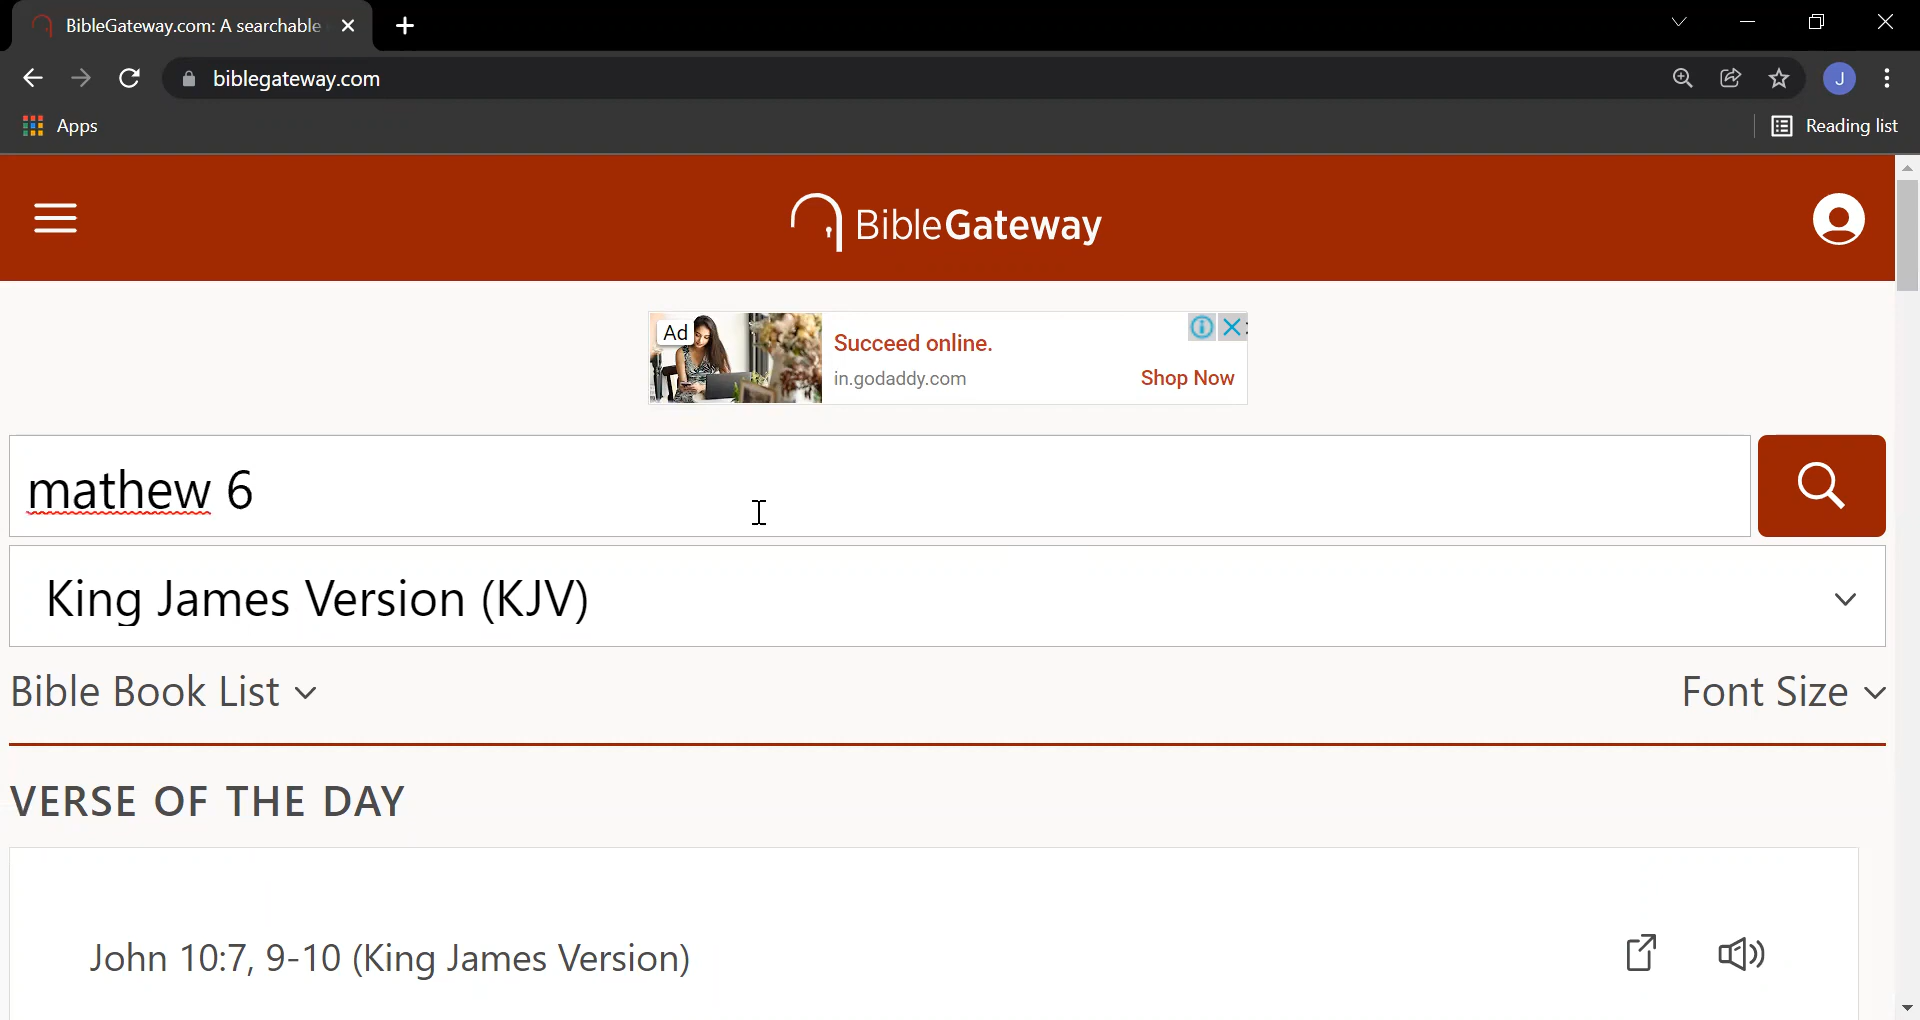 BibleGateway.com: A searchable
biblegateway.com
J
Apps
Reading list
BibleGateway
Ad
Succeed online.
in.godaddy.com
Shop Now
mathew 6
King James Version (KJV)
Bible Book List
Font Size
VERSE OF THE DAY
John 10:7, 9-10 (King James Version)